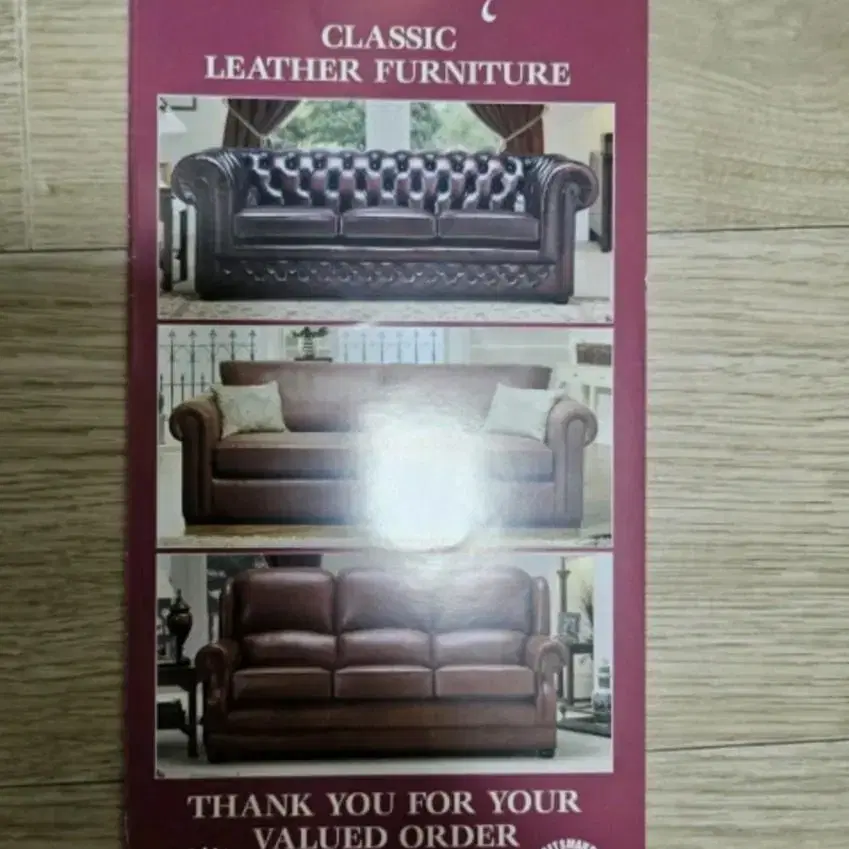 CLASSIC
LEATHER FURNITURE
THANK YOU FOR YOUR
VALUED ORDER